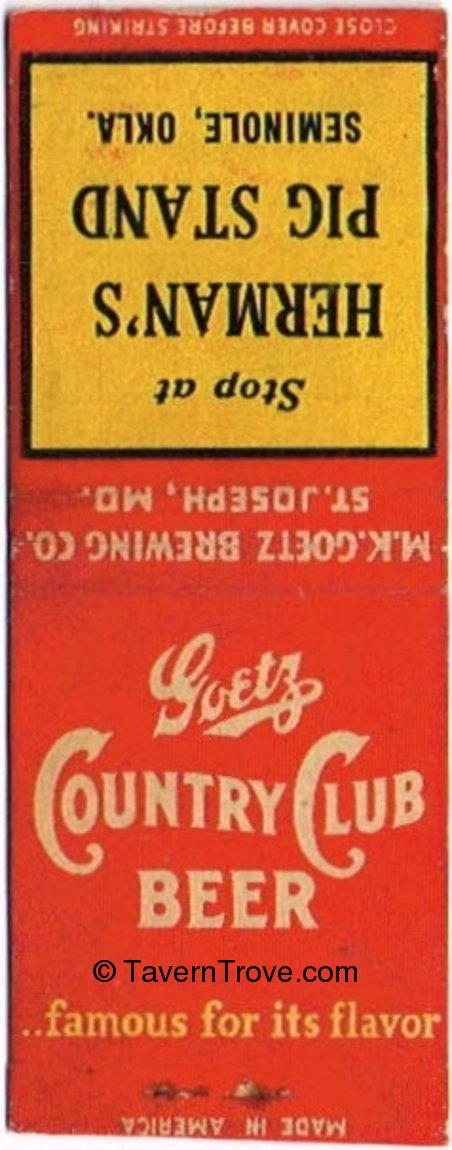 CLOSE COVER BEFORE STRIKING
Stop at
HERMAN'S
PIG STAND
SEMINOLE, OKLA.
M.K.GOETZ BREWING CO.
ST.JOSEPH, MO.
Goetz
COUNTRY CLUB
BEER
© TavernTrove.com
..famous for its flavor
MADE IN AMERICA